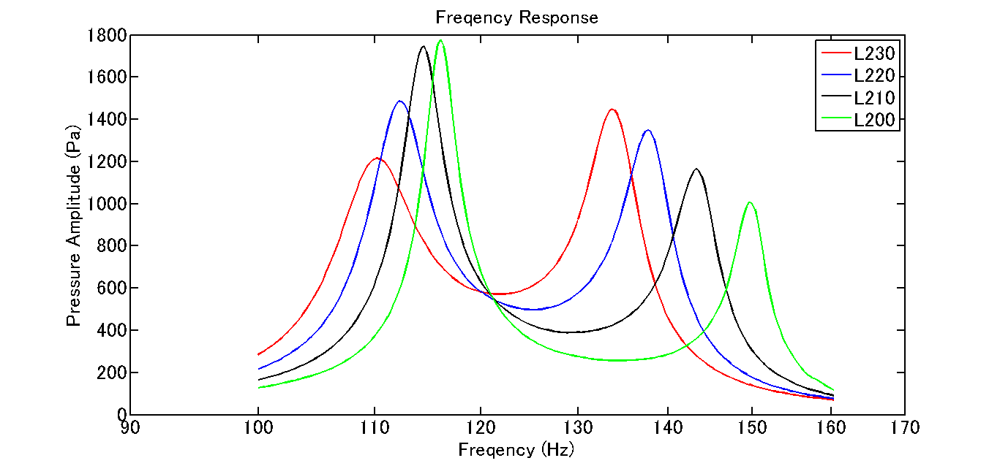 Freqency Response
1800
1600
1400
1200
1000
800
600
400
200
0
Pressure Amplitude (Pa)
L230
L220
L210
L200
90 100 110 120 130 140 150 160 170
Freqency (Hz)